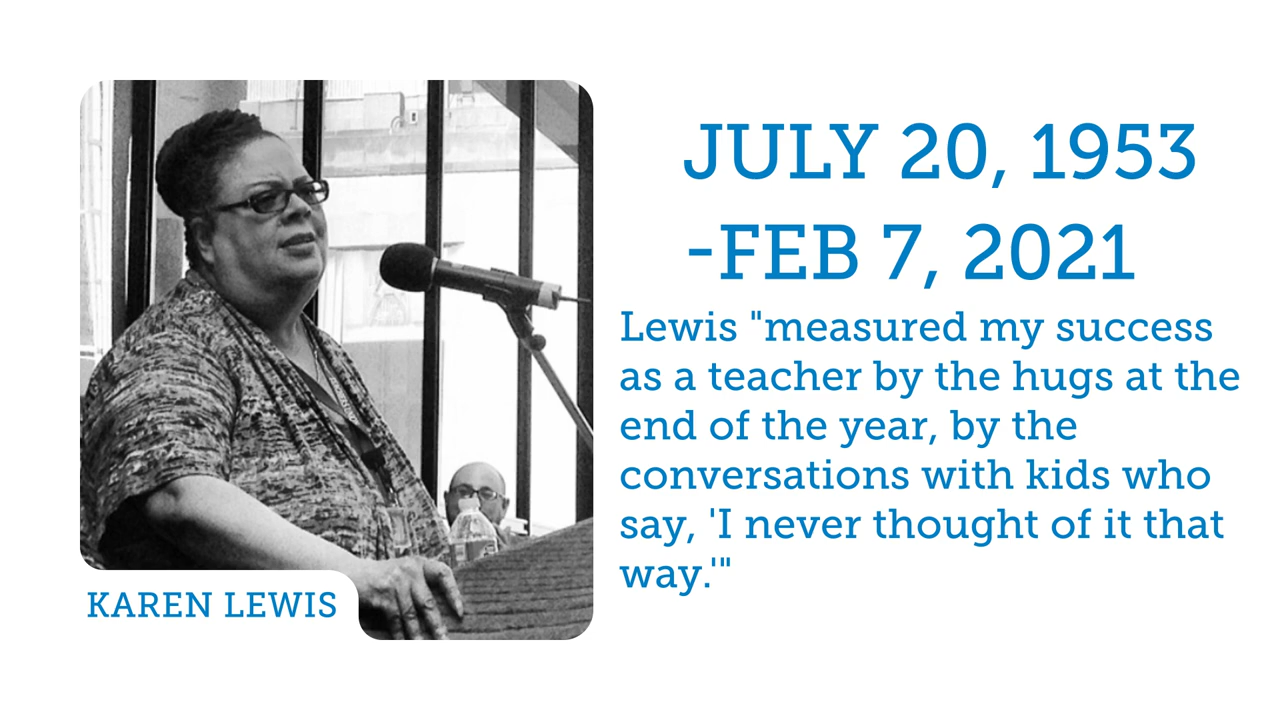 JULY 20, 1953
-FEB 7, 2021
Lewis "measured my success
as a teacher by the hugs at the
end of the year, by the
conversations with kids who
say, 'I never thought of it that
way.'"
KAREN LEWIS